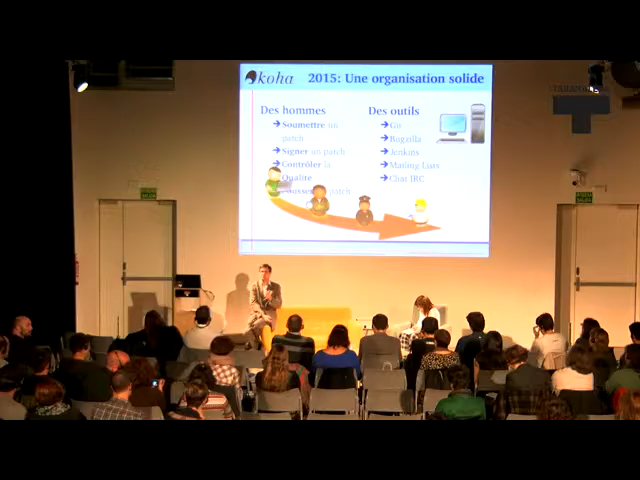 koha 2015: Une organisation solide
Des hommes
➔Soumettre un
patch
➔Signer un patch
➔Contrôler la
Qualité
patch
Des outils
➔Git
➔Bugzilla
➔Jenkins
➔Mailing Lists
➔Chat IRC